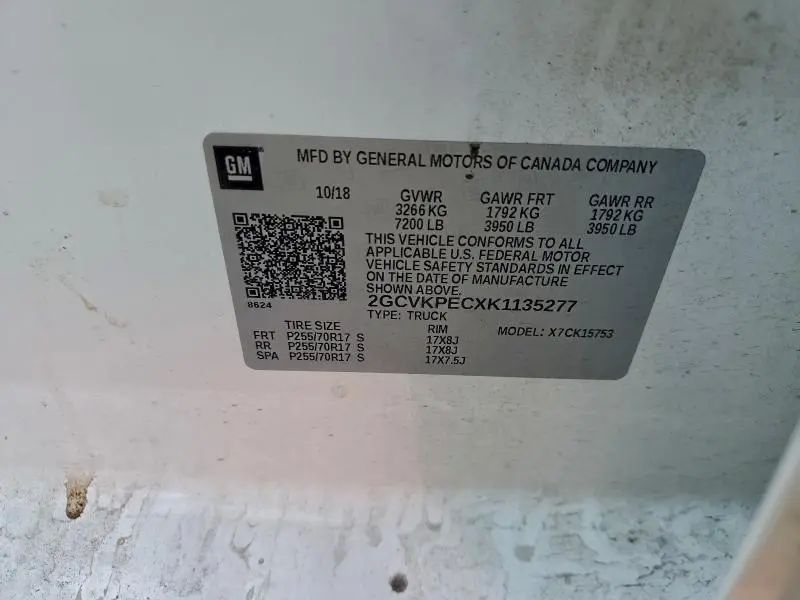 GM
MFD BY GENERAL MOTORS OF CANADA COMPANY
10/18 GVWR GAWR FRT GAWR RR
3266 KG 1792 KG 1792 KG
7200 LB 3950 LB 3950 LB
THIS VEHICLE CONFORMS TO ALL
APPLICABLE U.S. FEDERAL MOTOR
VEHICLE SAFETY STANDARDS IN EFFECT
ON THE DATE OF MANUFACTURE
SHOWN ABOVE.
8624
2GCVKPECXK1135277
TYPE: TRUCK
TIRE SIZE RIM MODEL: X7CK15753
FRT P255/70R17 S 17X8J
RR P255/70R17 S 17X8J
SPA P255/70R17 S 17X7.5J